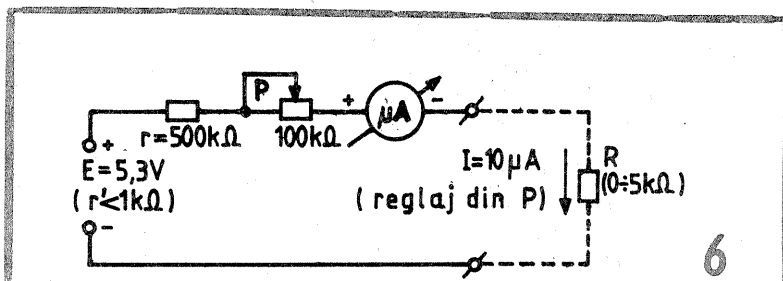 P
+ -
μA
+
r=500kΩ 100kΩ
E=5,3V
(r'<1kΩ)
-
I=10μA
(reglaj din P)
R
(0÷5kΩ)
6